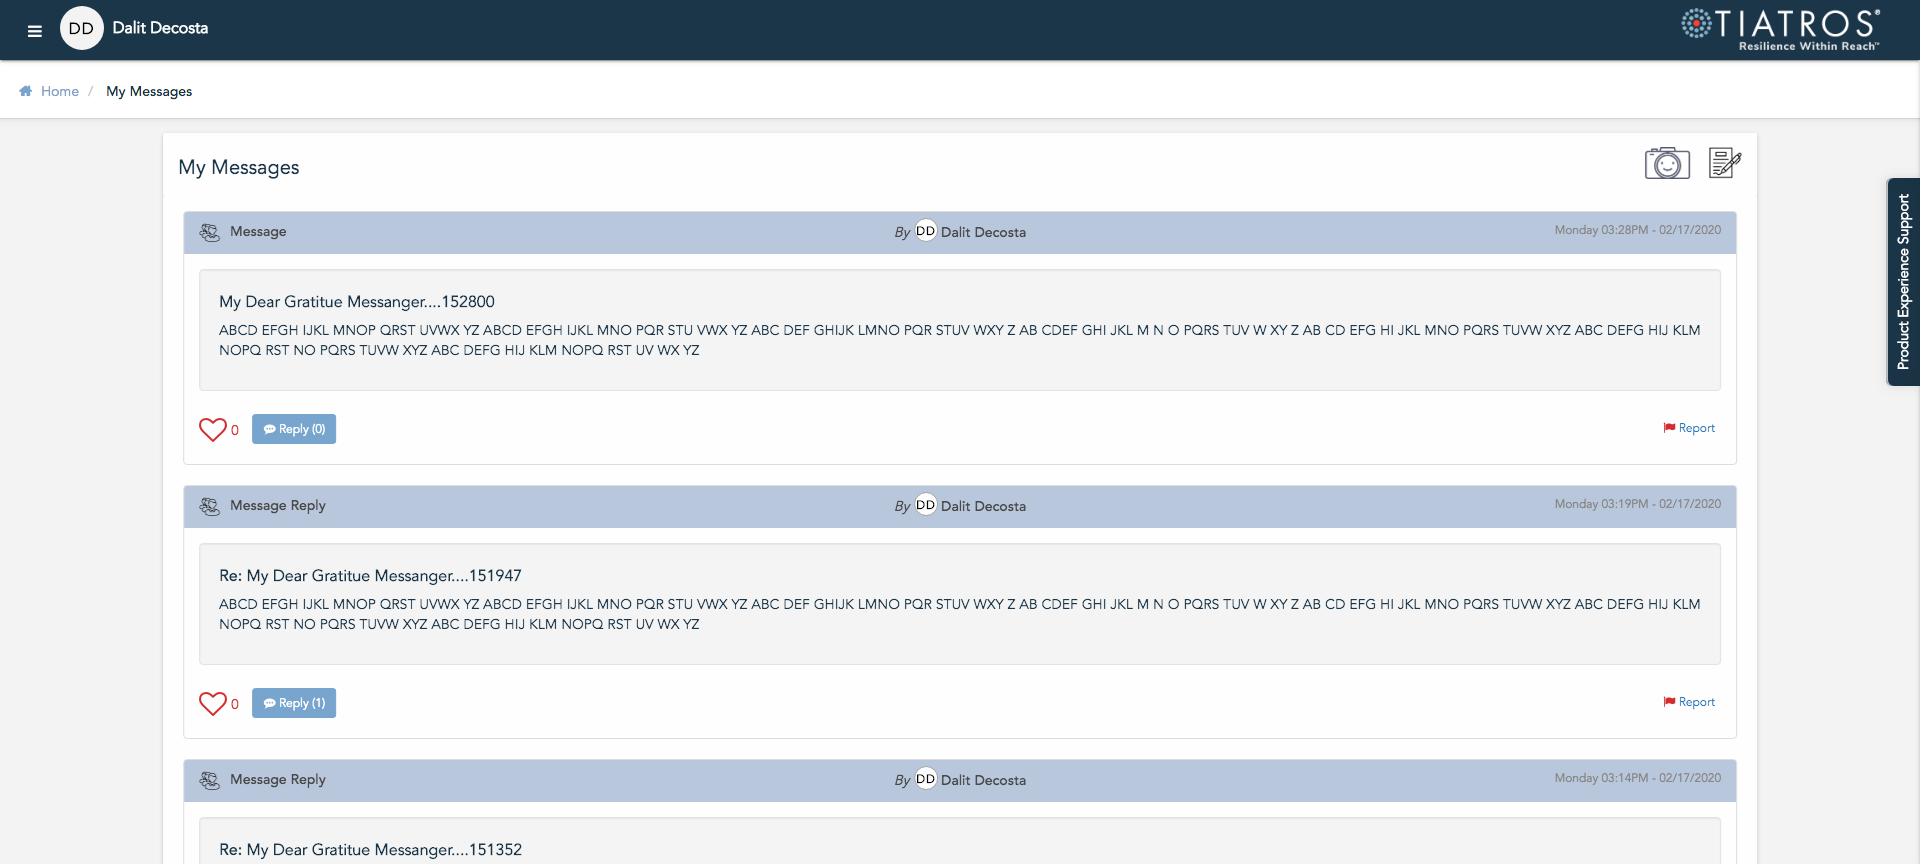 DD Dalit Decosta
TIATROS®
Resilience Within Reach™
Home / My Messages
My Messages
Product Experience Support
Message By DD Dalit Decosta Monday 03:28PM - 02/17/2020
My Dear Gratitue Messanger....152800
ABCD EFGH IJKL MNOP QRST UVWX YZ ABCD EFGH IJKL MNO PQR STU VWX YZ ABC DEF GHIJK LMNO PQR STUV WXY Z AB CDEF GHI JKL M N O PQRS TUV W XY Z AB CD EFG HI JKL MNO PQRS TUVW XYZ ABC DEFG HIJ KLM
NOPQ RST NO PQRS TUVW XYZ ABC DEFG HIJ KLM NOPQ RST UV WX YZ
0 Reply (0) Report
Message Reply By DD Dalit Decosta Monday 03:19PM - 02/17/2020
Re: My Dear Gratitue Messanger....151947
ABCD EFGH IJKL MNOP QRST UVWX YZ ABCD EFGH IJKL MNO PQR STU VWX YZ ABC DEF GHIJK LMNO PQR STUV WXY Z AB CDEF GHI JKL M N O PQRS TUV W XY Z AB CD EFG HI JKL MNO PQRS TUVW XYZ ABC DEFG HIJ KLM
NOPQ RST NO PQRS TUVW XYZ ABC DEFG HIJ KLM NOPQ RST UV WX YZ
0 Reply (1) Report
Message Reply By DD Dalit Decosta Monday 03:14PM - 02/17/2020
Re: My Dear Gratitue Messanger....151352